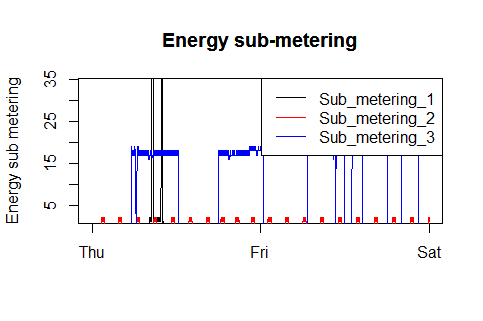 Energy sub-metering
Energy sub metering
35
25
15
5
Sub_metering_1
Sub_metering_2
Sub_metering_3
Thu
Fri
Sat